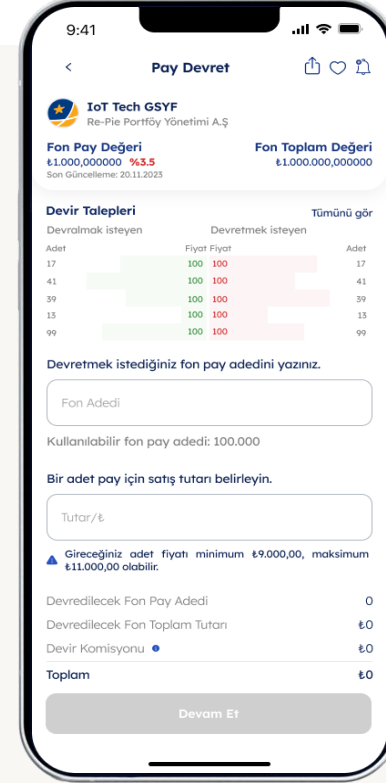 9:41
Pay Devret
IoT Tech GSYF
Re-Pie Portföy Yönetimi A.Ş
Fon Pay Değeri Fon Toplam Değeri
₺1.000,000000 %3.5 ₺1.000.000,000000
Son Güncelleme: 20.11.2023
Devir Talepleri Tümünü gör
Devralmak isteyen Devretmek isteyen
Adet Fiyat Fiyat Adet
17 100 100 17
41 100 100 41
39 100 100 39
13 100 100 13
99 100 100 99
Devretmek istediğiniz fon pay adedini yazınız.
Fon Adedi
Kullanılabilir fon pay adedi: 100.000
Bir adet pay için satış tutarı belirleyin.
Tutar/₺
Gireceğiniz adet fiyatı minimum ₺9.000,00, maksimum
₺11.000,00 olabilir.
Devredilecek Fon Pay Adedi 0
Devredilecek Fon Toplam Tutarı ₺0
Devir Komisyonu ₺0
Toplam ₺0
Devam Et